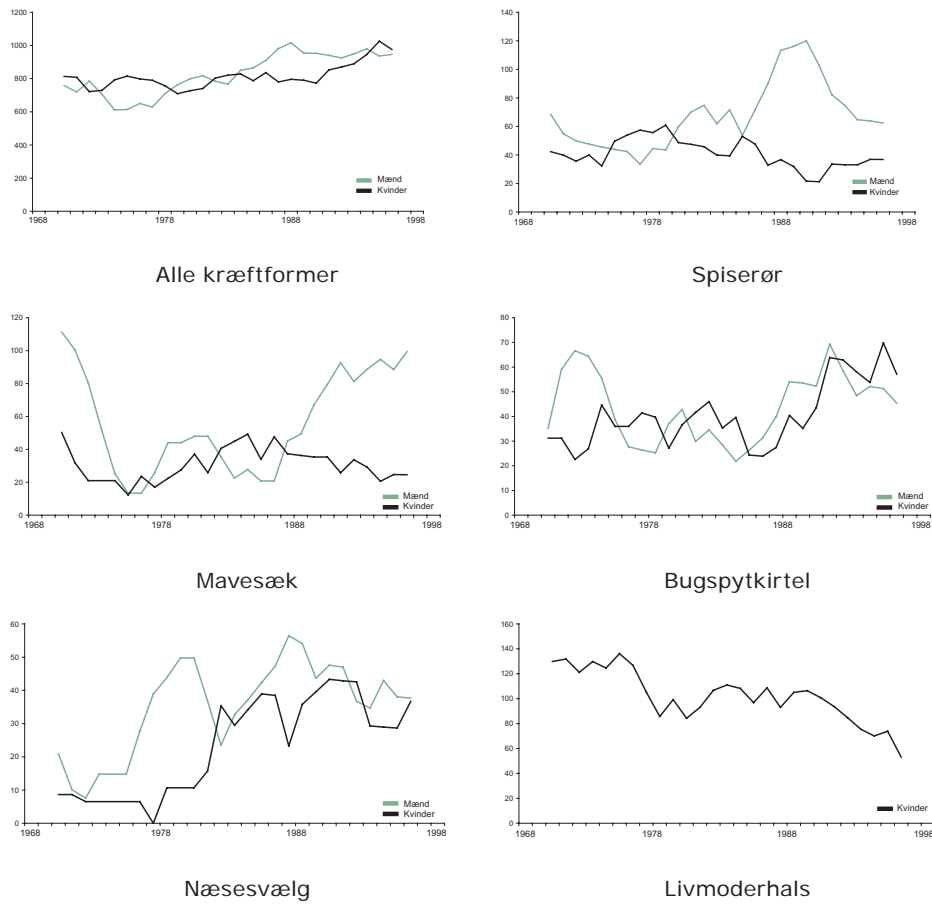 1200
1000
800
600
400
200
0
1968 1978 1988 1998
Mænd
Kvinder
Alle kræftformer
140
120
100
80
60
40
20
0
1968 1978 1988 1998
Mænd
Kvinder
Spiserør
120
100
80
60
40
20
0
1968 1978 1988 1998
Mænd
Kvinder
Mavesæk
80
70
60
50
40
30
20
10
0
1968 1978 1988 1998
Mænd
Kvinder
Bugspytkirtel
60
50
40
30
20
10
0
1968 1978 1988 1998
Mænd
Kvinder
Næsesvælg
160
140
120
100
80
60
40
20
0
1968 1978 1988 1998
Kvinder
Livmoderhals